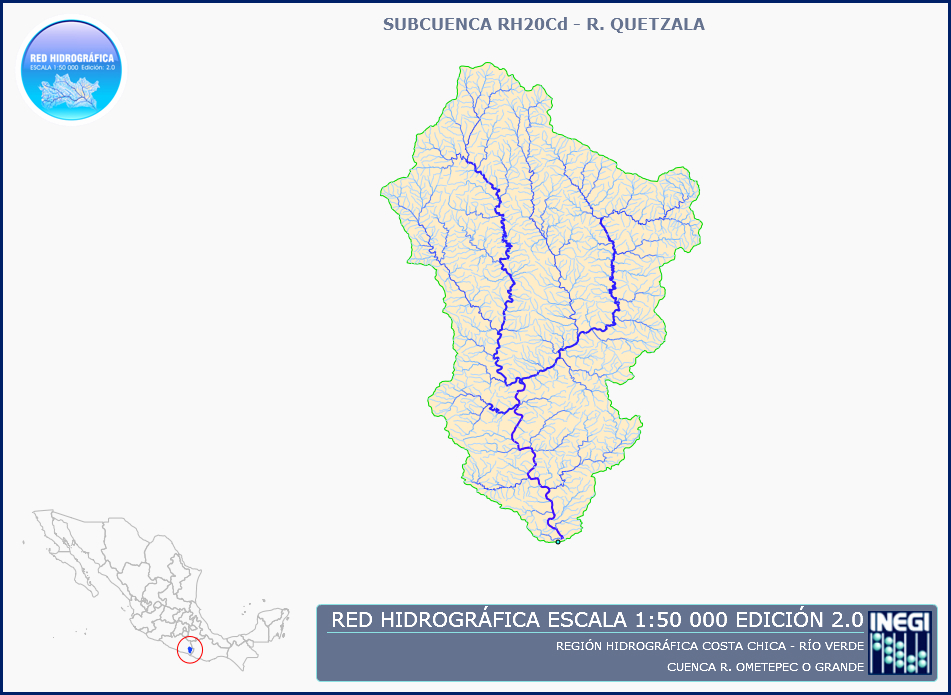 SUBCUENCA RH20Cd - R. QUETZALA
RED HIDROGRÁFICA
ESCALA 1:50 000 Edición: 2.0
RED HIDROGRÁFICA ESCALA 1:50 000 EDICIÓN 2.0
REGIÓN HIDROGRÁFICA COSTA CHICA - RÍO VERDE
CUENCA R. OMETEPEC O GRANDE
INEGI